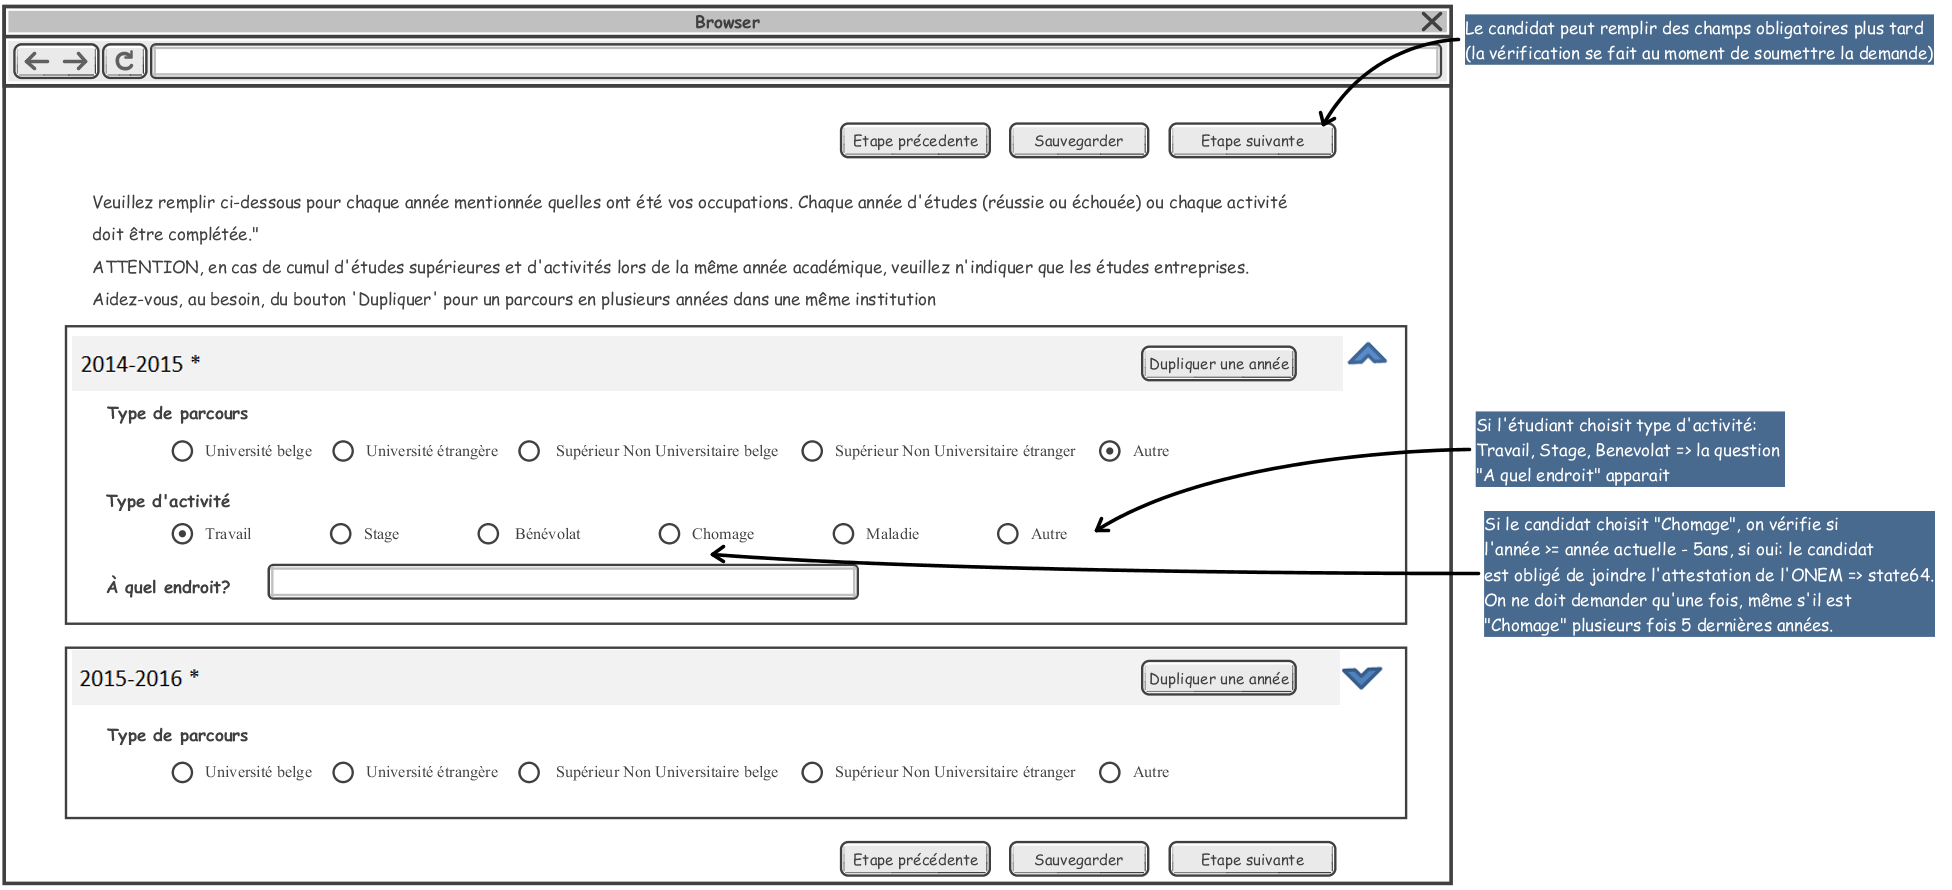 Browser
Le candidat peut remplir des champs obligatoires plus tard
(la vérification se fait au moment de soumettre la demande)
Etape précedente
Sauvegarder
Etape suivante
Veuillez remplir ci-dessous pour chaque année mentionnée quelles ont été vos occupations. Chaque année d'études (réussie ou échouée) ou chaque activité
doit être complétée."
ATTENTION, en cas de cumul d'études supérieures et d'activités lors de la même année académique, veuillez n'indiquer que les études entreprises.
Aidez-vous, au besoin, du bouton 'Dupliquer' pour un parcours en plusieurs années dans une même institution
2014-2015 *
Dupliquer une année
Type de parcours
Université belge
Université étrangère
Supérieur Non Universitaire belge
Supérieur Non Universitaire étranger
Autre
Si l'étudiant choisit type d'activité:
Travail, Stage, Benevolat => la question
"A quel endroit" apparait
Type d'activité
Travail
Stage
Bénévolat
Chomage
Maladie
Autre
Si le candidat choisit "Chomage", on vérifie si
l'année >= année actuelle - 5ans, si oui: le candidat
est obligé de joindre l'attestation de l'ONEM => state64.
On ne doit demander qu'une fois, même s'il est
"Chomage" plusieurs fois 5 dernières années.
À quel endroit?
2015-2016 *
Dupliquer une année
Type de parcours
Université belge
Université étrangère
Supérieur Non Universitaire belge
Supérieur Non Universitaire étranger
Autre
Etape précédente
Sauvegarder
Etape suivante